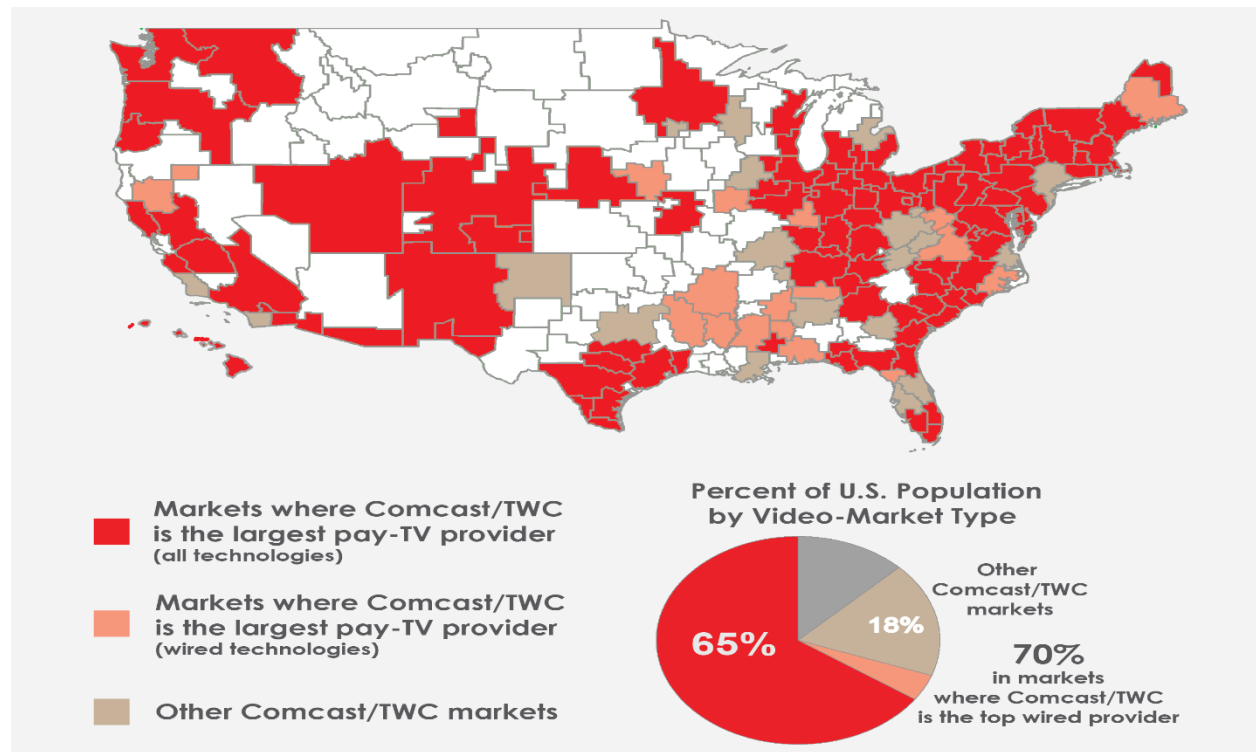 Markets where Comcast/TWC
is the largest pay-TV provider
(all technologies)
Markets where Comcast/TWC
is the largest pay-TV provider
(wired technologies)
Other Comcast/TWC markets
Percent of U.S. Population
by Video-Market Type
65%
18%
Other
Comcast/TWC
markets
70%
in markets
where Comcast/TWC
is the top wired provider